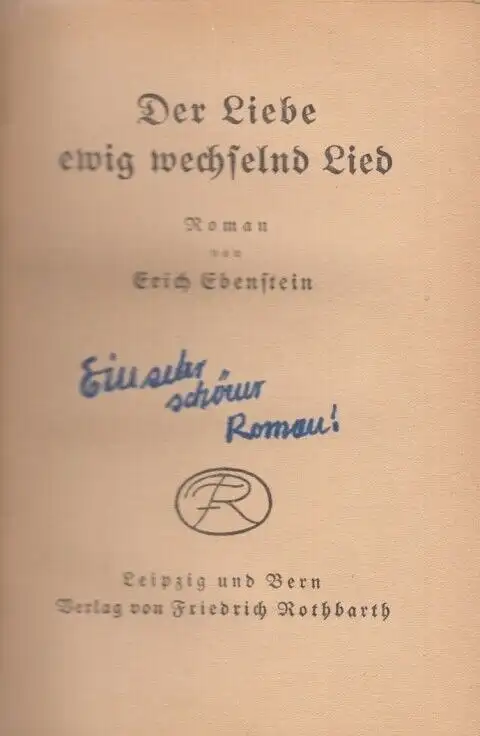 Der Liebe
ewig wechselnd Lied
Roman
von
Erich Ebenstein
Ein sehr
schöner
Roman!
FR
Leipzig und Bern
Verlag von Friedrich Rothbarth